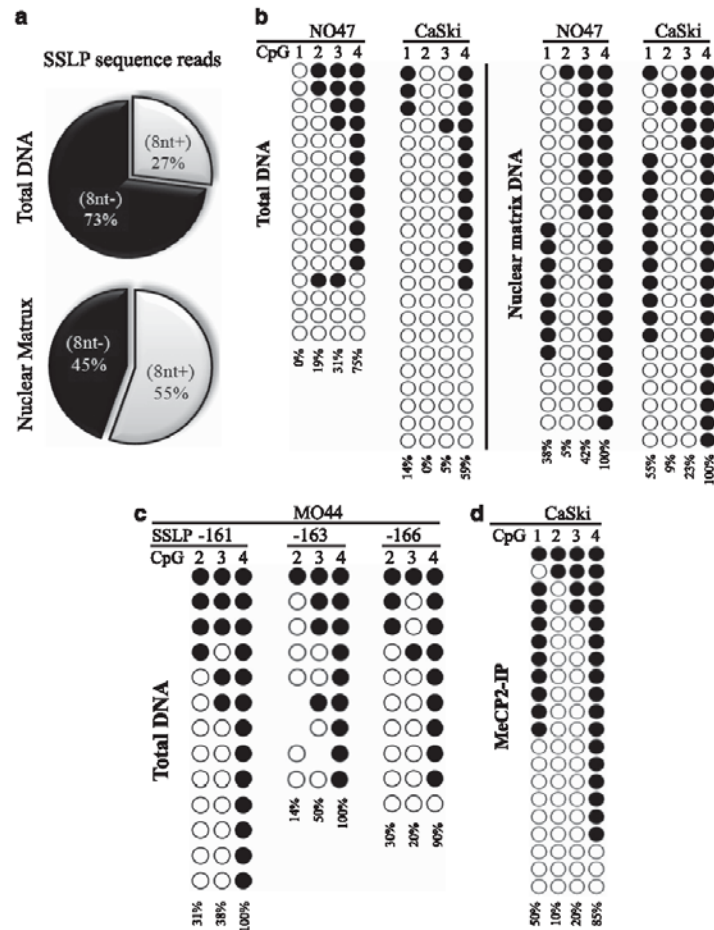 a
SSLP sequence reads
Total DNA
(8nt+)
27%
(8nt-)
73%
Nuclear Matrux
(8nt-)
45%
(8nt+)
55%
b
NO47 CaSki NO47 CaSki
CpG 1 2 3 4 1 2 3 4 1 2 3 4 1 2 3 4
Total DNA
0% 19% 31% 75%
14% 0% 5% 59%
Nuclear matrix DNA
38% 5% 42% 100%
55% 9% 23% 100%
c
MO44
SSLP -161 -163 -166
CpG 2 3 4 2 3 4 2 3 4
Total DNA
31% 38% 100%
14% 50% 100%
30% 20% 90%
d
CaSki
CpG 1 2 3 4
MeCP2-IP
50% 10% 20% 85%